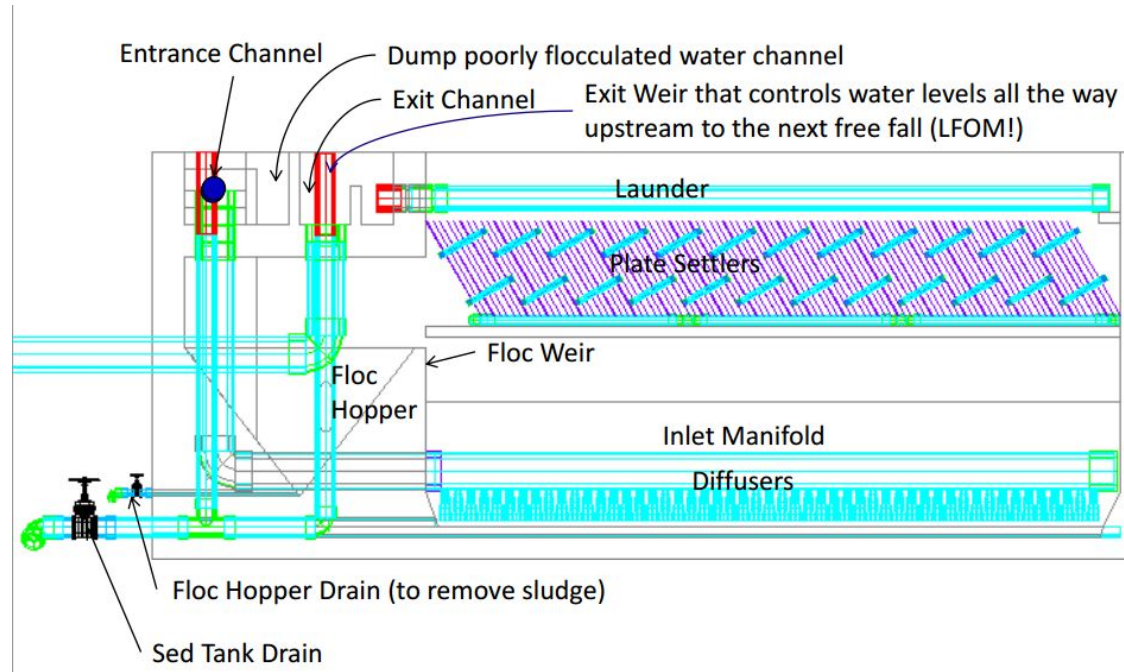 Entrance Channel
Dump poorly flocculated water channel
Exit Channel
Exit Weir that controls water levels all the way
upstream to the next free fall (LFOM!)
Launder
Plate Settlers
Floc Weir
Floc
Hopper
Inlet Manifold
Diffusers
Floc Hopper Drain (to remove sludge)
Sed Tank Drain